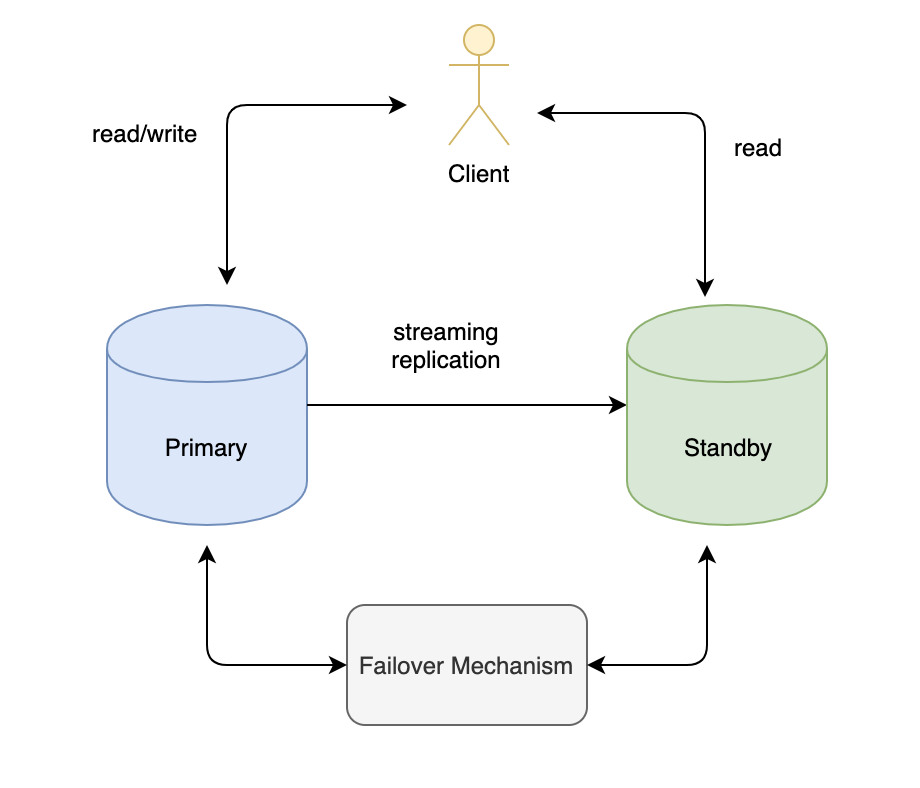 read/write
Client
read
streaming
replication
Primary
Standby
Failover Mechanism